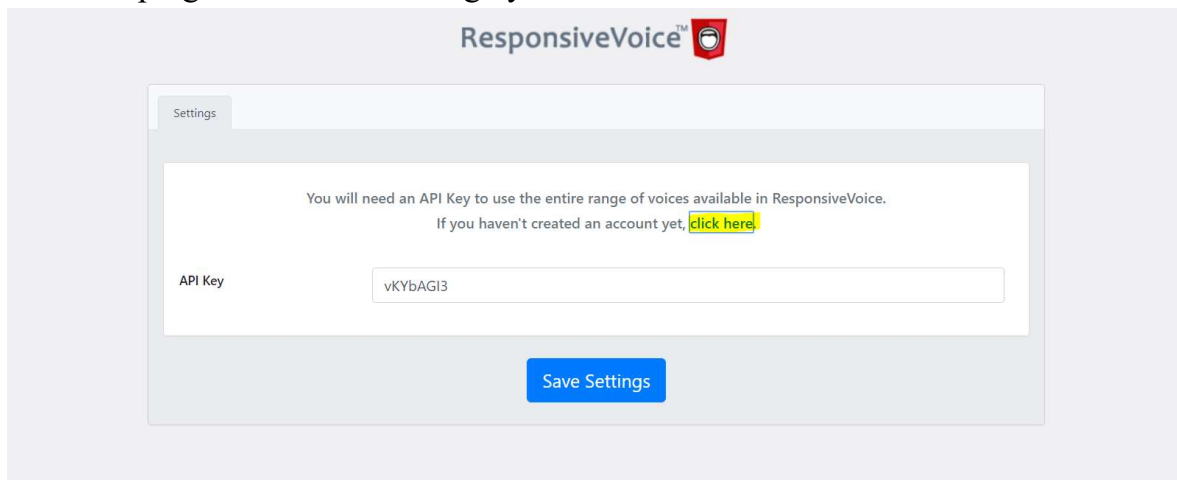 ResponsiveVoice™
Settings
You will need an API Key to use the entire range of voices available in ResponsiveVoice.
If you haven't created an account yet, click here.
API Key
vKYbAGI3
Save Settings